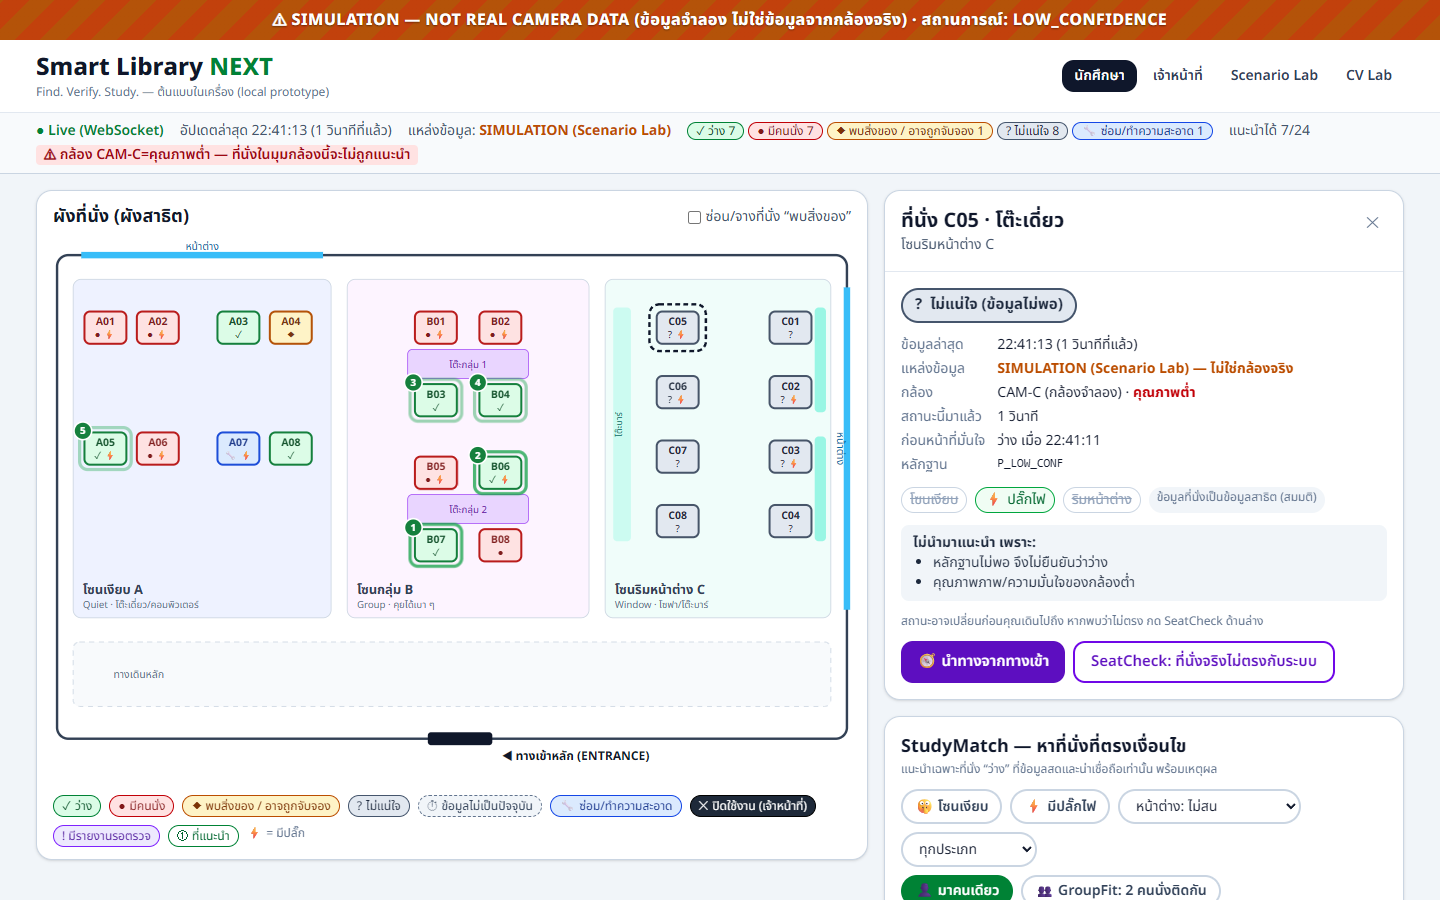 ⚠ SIMULATION — NOT REAL CAMERA DATA (ข้อมูลจำลอง ไม่ใช่ข้อมูลจากกล้องจริง) · สถานการณ์: LOW_CONFIDENCE
Smart Library NEXT
Find. Verify. Study. — ต้นแบบในเครื่อง (local prototype)
นักศึกษา เจ้าหน้าที่ Scenario Lab CV Lab
● Live (WebSocket) อัปเดตล่าสุด 22:41:13 (1 วินาทีที่แล้ว) แหล่งข้อมูล: SIMULATION (Scenario Lab) ✓ ว่าง 7 ● มีคนนั่ง 7 ◆ พบสิ่งของ / อาจถูกจับจอง 1 ? ไม่แน่ใจ 8 🔧 ซ่อม/ทำความสะอาด 1 แนะนำได้ 7/24
⚠ กล้อง CAM-C=คุณภาพต่ำ — ที่นั่งในมุมกล้องนี้จะไม่ถูกแนะนำ
ผังที่นั่ง (ผังสาธิต)
ซ่อน/จางที่นั่ง “พบสิ่งของ”
หน้าต่าง
A01 A02 A03 A04
A05 A06 A07 A08
5
โซนเงียบ A
Quiet · โต๊ะเดี่ยว/คอมพิวเตอร์
B01 B02
โต๊ะกลุ่ม 1
3 4
B03 B04
2
B05 B06
โต๊ะกลุ่ม 2
1
B07 B08
โซนกลุ่ม B
Group · คุยได้เบา ๆ
C05 C01
C06 C02
โต๊ะบาร์
หน้าต่าง
C07 C03
C08 C04
โซนริมหน้าต่าง C
Window · โซฟา/โต๊ะบาร์
ทางเดินหลัก
◀ ทางเข้าหลัก (ENTRANCE)
✓ ว่าง ● มีคนนั่ง ◆ พบสิ่งของ / อาจถูกจับจอง ? ไม่แน่ใจ ⏱ ข้อมูลไม่เป็นปัจจุบัน 🔧 ซ่อม/ทำความสะอาด ✕ ปิดใช้งาน (เจ้าหน้าที่)
! มีรายงานรอตรวจ ① ที่แนะนำ ⚡ = มีปลั๊ก
ที่นั่ง C05 · โต๊ะเดี่ยว
โซนริมหน้าต่าง C
? ไม่แน่ใจ (ข้อมูลไม่พอ)
ข้อมูลล่าสุด 22:41:13 (1 วินาทีที่แล้ว)
แหล่งข้อมูล SIMULATION (Scenario Lab) — ไม่ใช่กล้องจริง
กล้อง CAM-C (กล้องจำลอง) · คุณภาพต่ำ
สถานะนี้มาแล้ว 1 วินาที
ก่อนหน้าที่มั่นใจ ว่าง เมื่อ 22:41:11
หลักฐาน P_LOW_CONF
โซนเงียบ ⚡ ปลั๊กไฟ ริมหน้าต่าง ข้อมูลที่นั่งเป็นข้อมูลสาธิต (สมมติ)
ไม่นำมาแนะนำ เพราะ:
• หลักฐานไม่พอ จึงไม่ยืนยันว่าว่าง
• คุณภาพภาพ/ความมั่นใจของกล้องต่ำ
สถานะอาจเปลี่ยนก่อนคุณเดินไปถึง หากพบว่าไม่ตรง กด SeatCheck ด้านล่าง
🧭 นำทางจากทางเข้า SeatCheck: ที่นั่งจริงไม่ตรงกับระบบ
StudyMatch — หาที่นั่งที่ตรงเงื่อนไข
แนะนำเฉพาะที่นั่ง “ว่าง” ที่ข้อมูลสดและน่าเชื่อถือเท่านั้น พร้อมเหตุผล
🤫 โซนเงียบ ⚡ มีปลั๊กไฟ หน้าต่าง: ไม่สน
ทุกประเภท
👤 มาคนเดียว 👥 GroupFit: 2 คนนั่งติดกัน